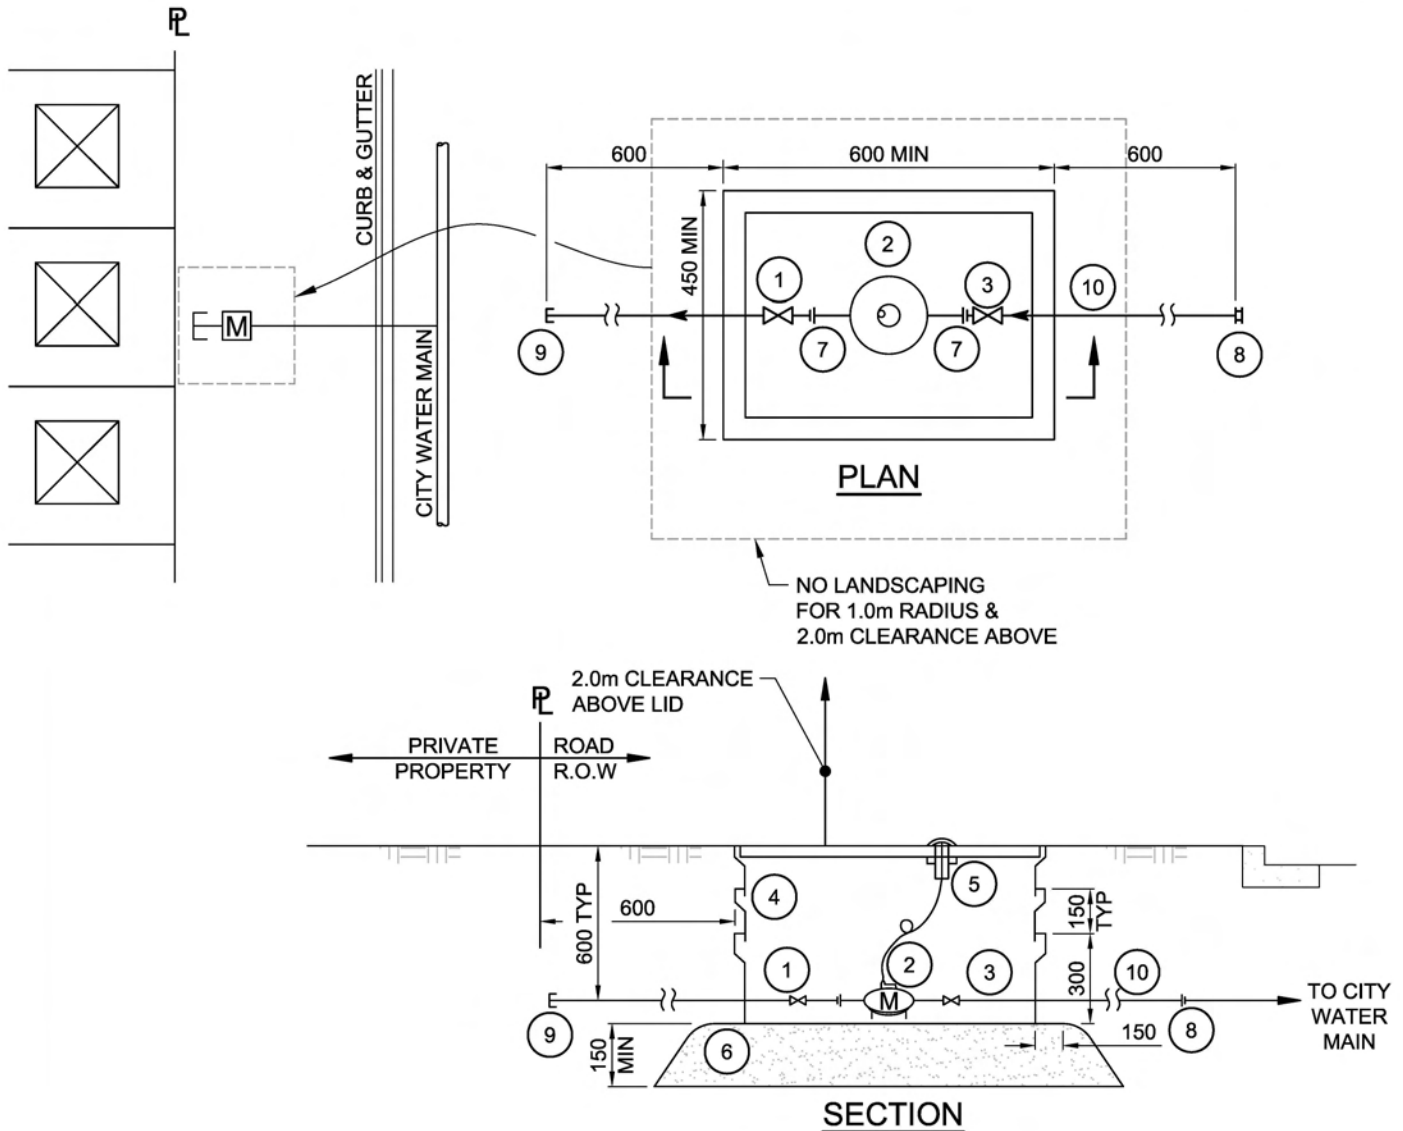 PL
CURB & GUTTER
CITY WATER MAIN
M
600
600 MIN
600
450 MIN
1
2
3
10
7
7
9
8
PLAN
NO LANDSCAPING
FOR 1.0m RADIUS &
2.0m CLEARANCE ABOVE
2.0m CLEARANCE
ABOVE LID
PL
PRIVATE
PROPERTY
ROAD
R.O.W
600 TYP
600
4
5
150
TYP
300
1
2
3
10
M
9
8
TO CITY
WATER
MAIN
150
MIN
6
150
SECTION